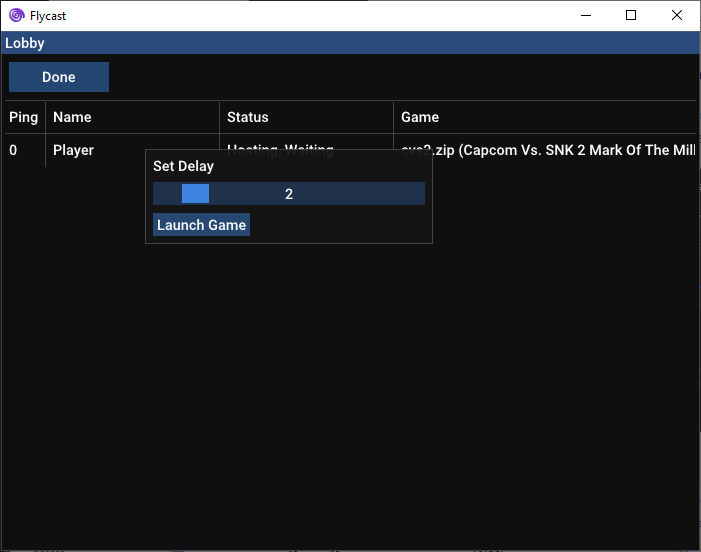 Flycast
Lobby
Done
Ping Name Status Game
0 Player Hosting, Waiting cvs2.zip (Capcom Vs. SNK 2 Mark Of The Mill
Set Delay
2
Launch Game